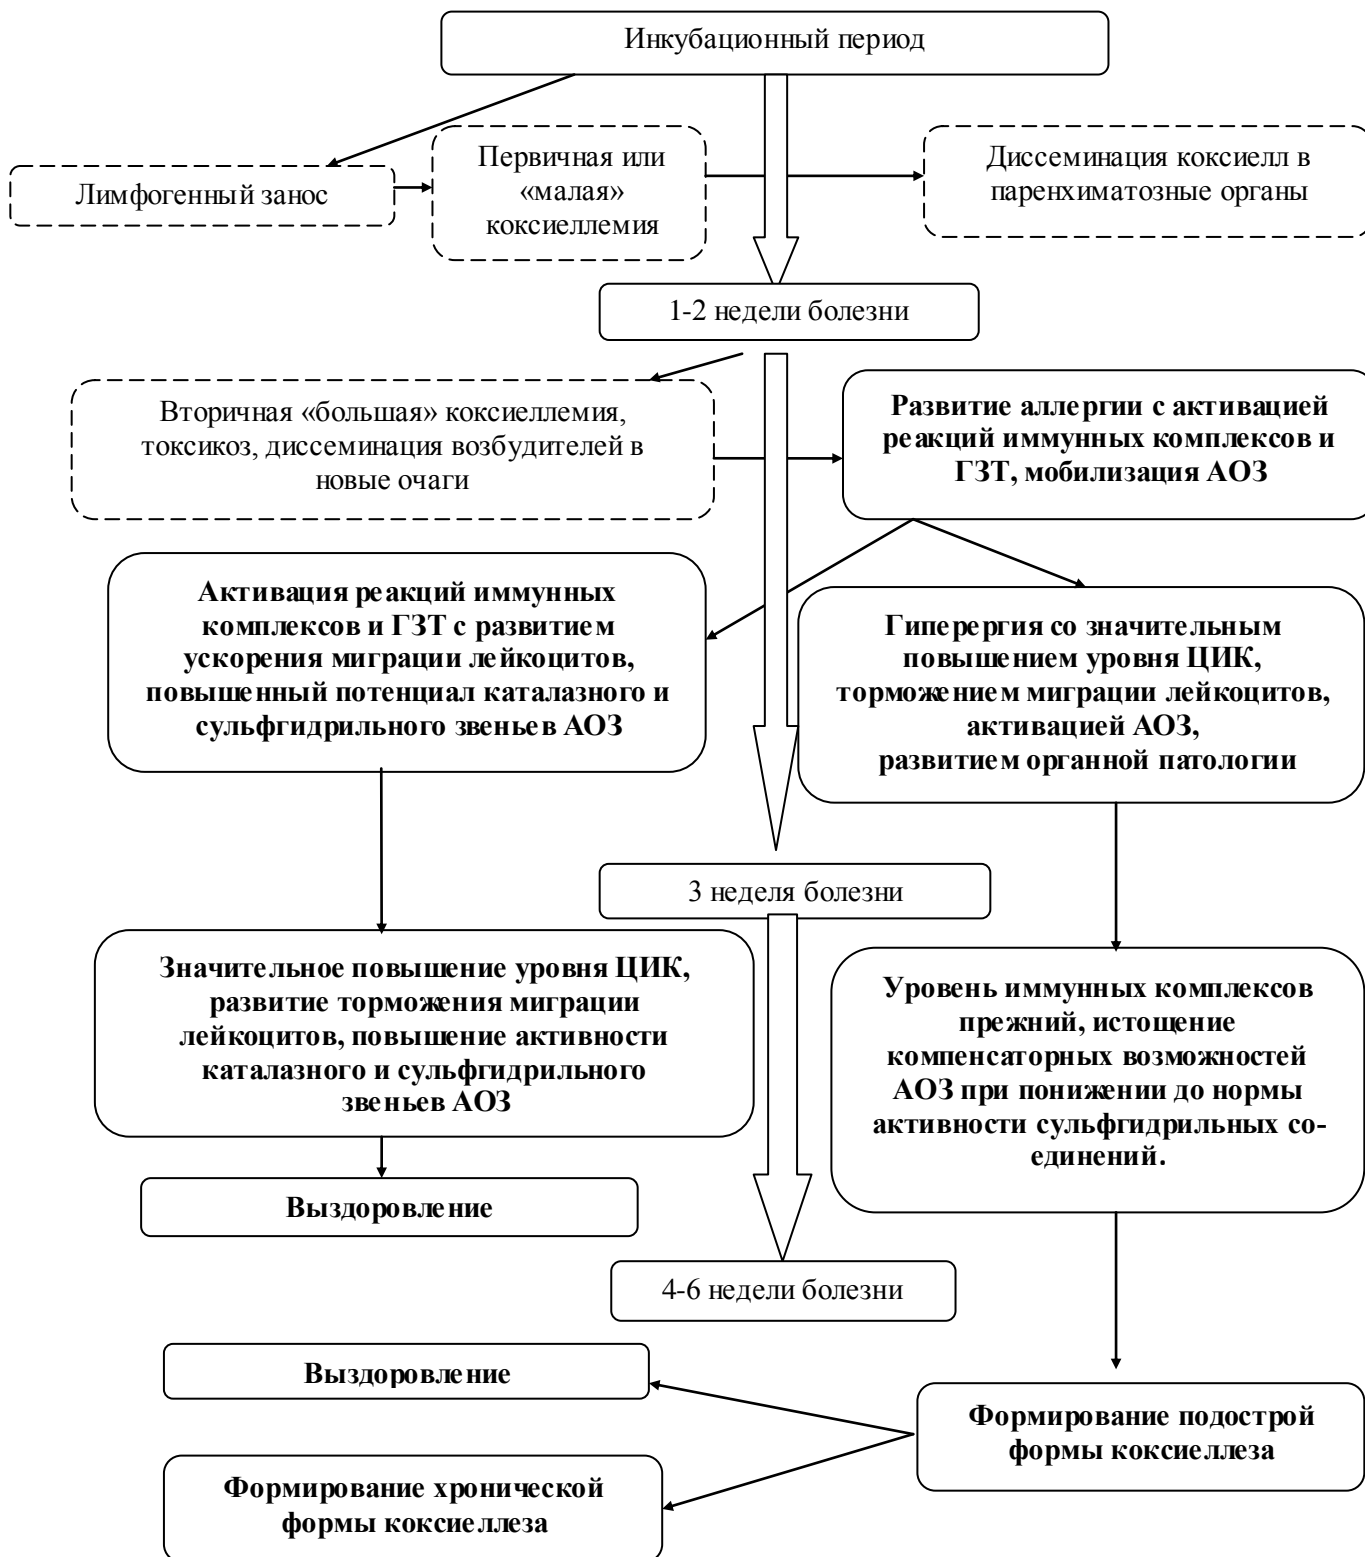 Инкубационный период
Лимфогенный занос
Первичная или
«малая»
коксиеллемия
Диссеминация коксиелл в
паренхиматозные органы
1-2 недели болезни
Вторичная «большая» коксиеллемия,
токсикоз, диссеминация возбудителей в
новые очаги
Развитие аллергии с активацией
реакций иммунных комплексов и
ГЗТ, мобилизация АОЗ
Активация реакций иммунных
комплексов и ГЗТ с развитием
ускорения миграции лейкоцитов,
повышенный потенциал каталазного и
сульфгидрильного звеньев АОЗ
Гиперергия со значительным
повышением уровня ЦИК,
торможением миграции лейкоцитов,
активацией АОЗ,
развитием органной патологии
3 неделя болезни
Значительное повышение уровня ЦИК,
развитие торможения миграции
лейкоцитов, повышение активности
каталазного и сульфгидрильного
звеньев АОЗ
Уровень иммунных комплексов
прежний, истощение
компенсаторных возможностей
АОЗ при понижении до нормы
активности сульфгидрильных со-
единений.
Выздоровление
4-6 недели болезни
Выздоровление
Формирование подострой
формы коксиеллеза
Формирование хронической
формы коксиеллеза